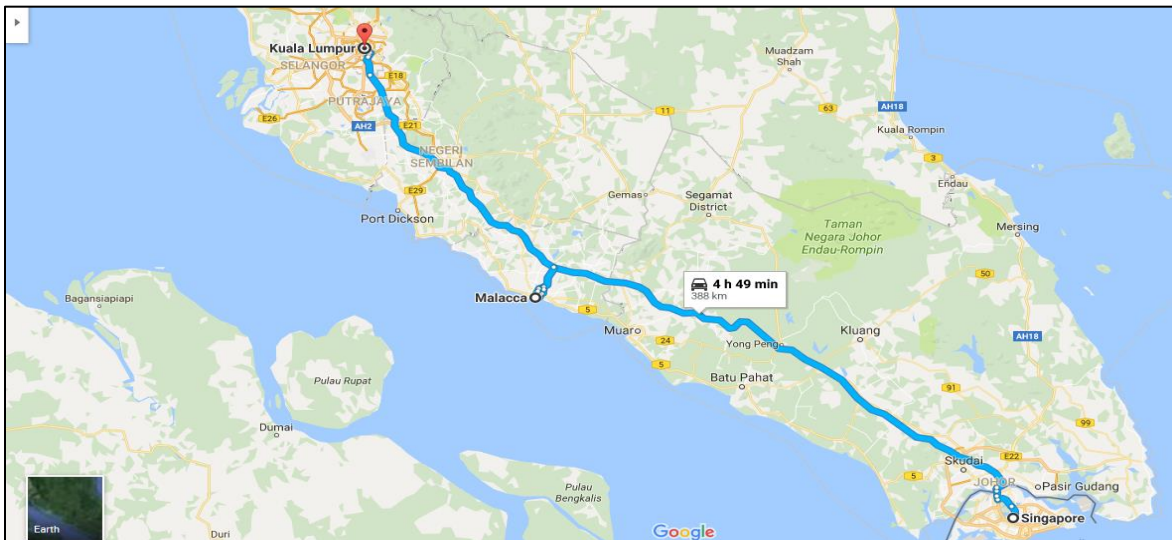 Kuala Lumpur
SELANGOR
E18
PUTRAJAYA
E26
AH2
E21
NEGERI
SEMBILAN
E29
Port Dickson
Muadzam
Shah
63
11
AH18
Kuala Rompin
3
Endau
Gemas
Segamat
District
Taman
Negara Johor
Endau-Rompin
Mersing
50
4 h 49 min
388 km
Malacca
5
Bagansiapiapi
Muar
24
Yong Peng
Kluang
AH18
5
Batu Pahat
Pulau Rupat
91
99
Dumai
Skudai
E22
5
JOHOR
Pasir Gudang
Pulau
Bengkalis
Singapore
Earth
Duri
Google